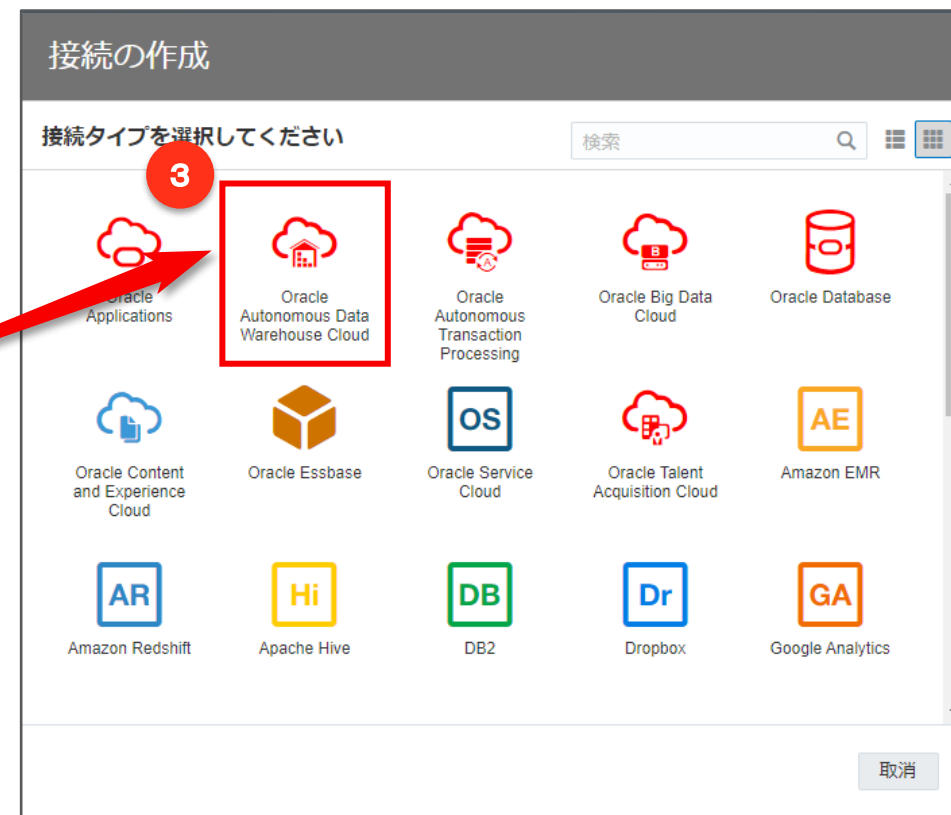 接続の作成
接続タイプを選択してください
検索
3
Oracle
Applications
Oracle
Autonomous Data
Warehouse Cloud
Oracle
Autonomous
Transaction
Processing
A
B
Oracle Big Data
Cloud
Oracle Database
Oracle Content
and Experience
Cloud
Oracle Essbase
OS
Oracle Service
Cloud
Oracle Talent
Acquisition Cloud
AE
Amazon EMR
AR
Amazon Redshift
Hi
Apache Hive
DB
DB2
Dr
Dropbox
GA
Google Analytics
取消